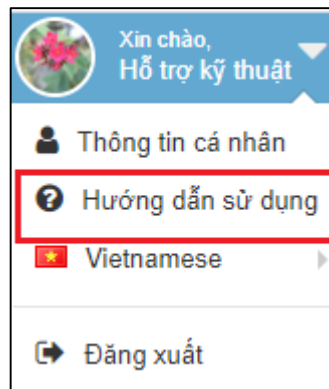 Xin chào,
Hỗ trợ kỹ thuật
Thông tin cá nhân
Hướng dẫn sử dụng
Vietnamese
Đăng xuất